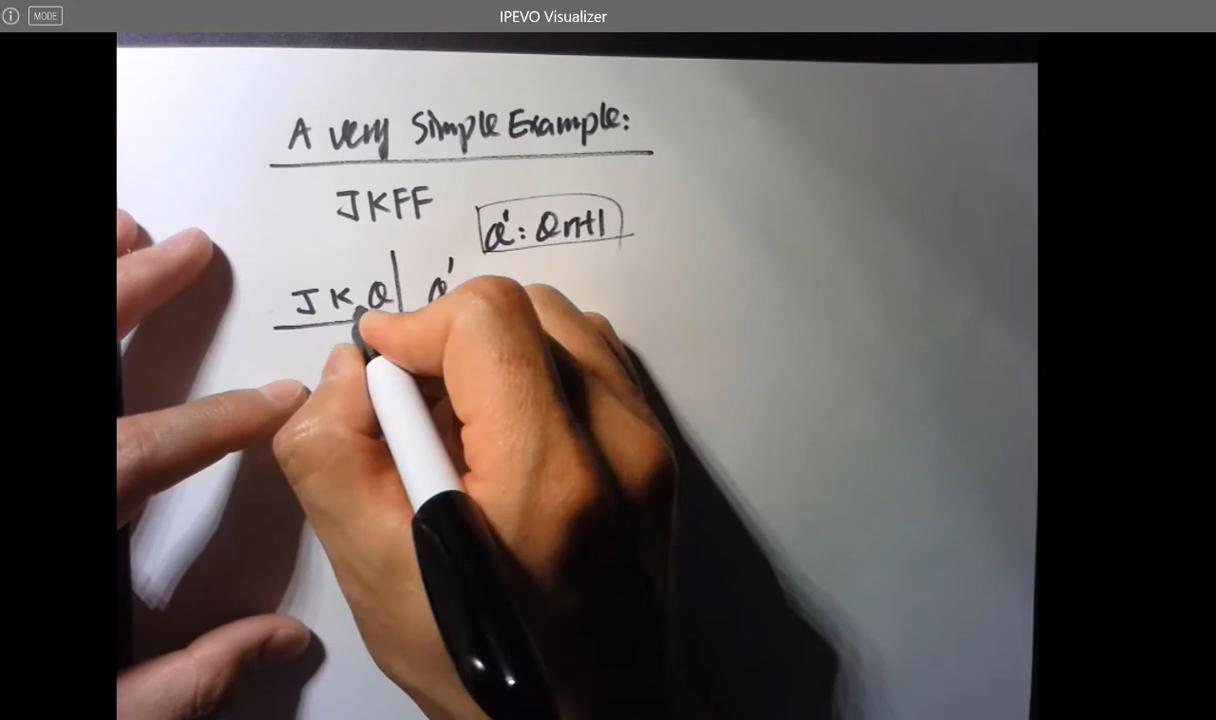 MODE
IPEVO Visualizer
A very Simple Example:
JKFF
Q': Qn+1
J K Q Q'